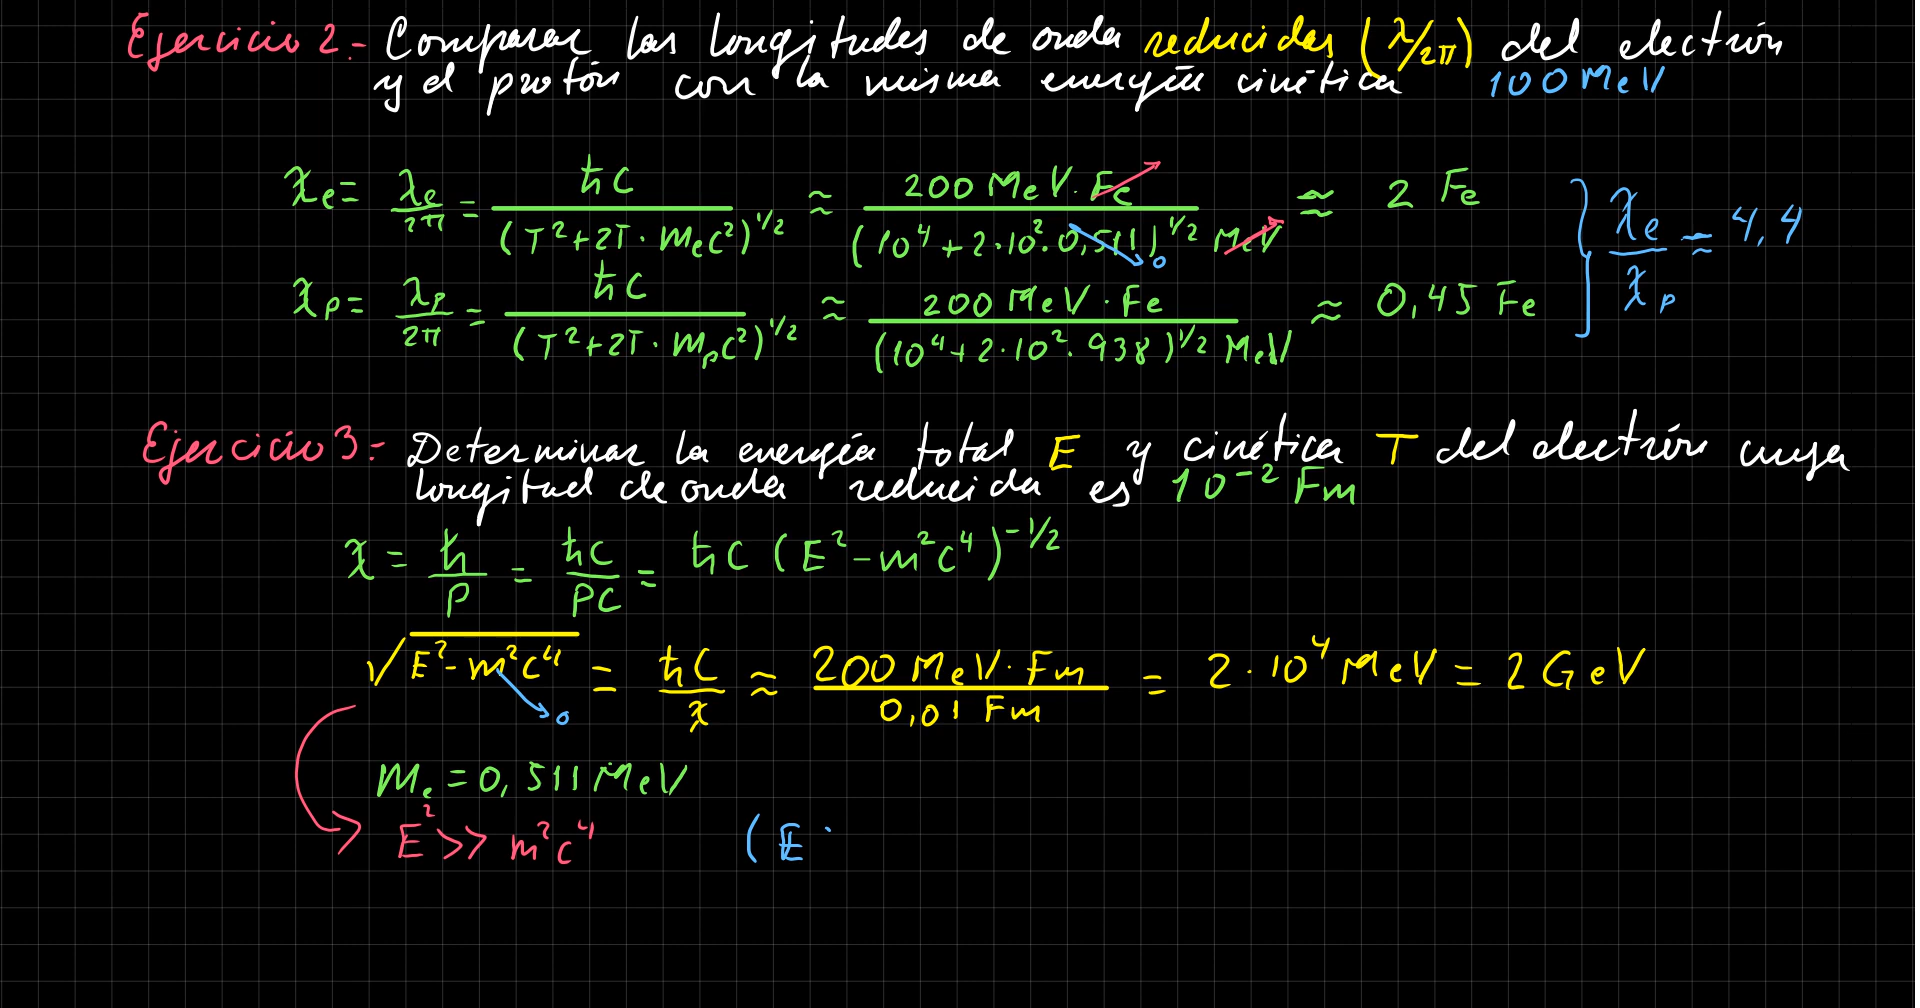 Ejercicio 2.- Comparar las longitudes de onda reducidas (λ/2π) del electrón
y el protón con la misma energía cinética 100 MeV
ƛe = λe/2π = ħc/(T²+2T·mec²)^1/2 ≈ 200 MeV·Fe/(10⁴+2·10²·0,511)^1/2 MeV ≈ 2 Fe
0
ƛp = λp/2π = ħc/(T²+2T·mpc²)^1/2 ≈ 200 MeV·Fe/(10⁴+2·10²·938)^1/2 MeV ≈ 0,45 Fe
ƛe/ƛp ≃ 4,4
Ejercicio 3.- Determinar la energía total E y cinética T del electrón cuya
longitud de onda reducida es 10⁻² Fm
ƛ = ħ/P = ħc/PC = ħc (E²-m²c⁴)^-1/2
√E²-m²c⁴ = ħc/ƛ ≈ 200 MeV·Fm/0,01 Fm = 2·10⁴ MeV = 2 GeV
0
me = 0,511 MeV
E² >> m²c⁴ (E